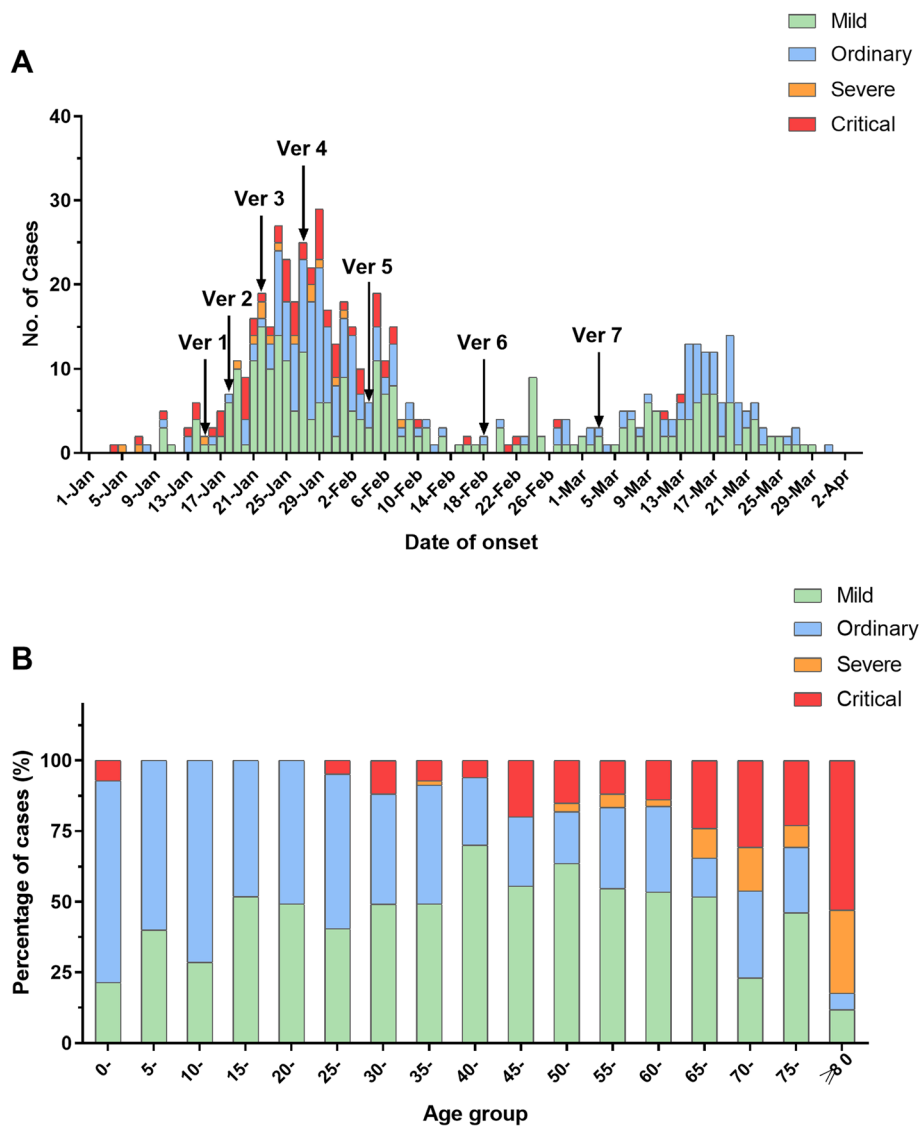 A
Mild
Ordinary
Severe
Critical
No. of Cases
40
30
20
10
0
Ver 1
Ver 2
Ver 3
Ver 4
Ver 5
Ver 6
Ver 7
1-Jan
5-Jan
9-Jan
13-Jan
17-Jan
21-Jan
25-Jan
29-Jan
2-Feb
6-Feb
10-Feb
14-Feb
18-Feb
22-Feb
26-Feb
1-Mar
5-Mar
9-Mar
13-Mar
17-Mar
21-Mar
25-Mar
29-Mar
2-Apr
Date of onset
B
Mild
Ordinary
Severe
Critical
Percentage of cases (%)
100
75
50
25
0
0-
5-
10-
15-
20-
25-
30-
35-
40-
45-
50-
55-
60-
65-
70-
75-
⩾80
Age group